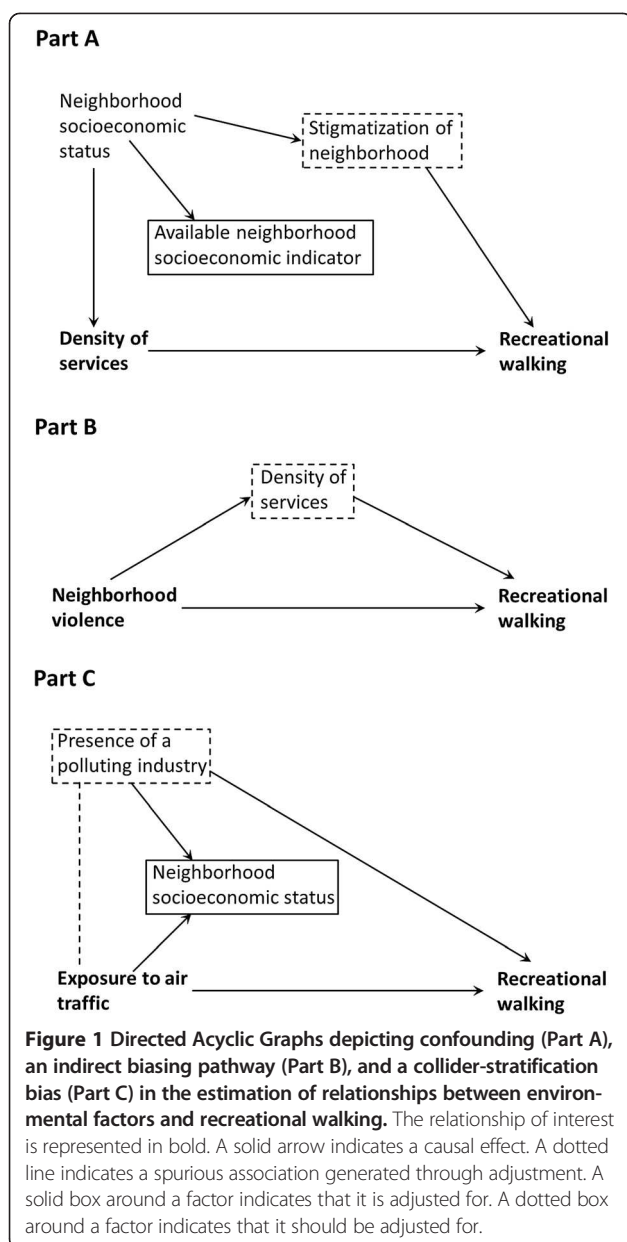 Part A
Neighborhood
socioeconomic
status
Stigmatization of
neighborhood
Available neighborhood
socioeconomic indicator
Density of
services
Recreational
walking
Part B
Density of
services
Neighborhood
violence
Recreational
walking
Part C
Presence of a
polluting industry
Neighborhood
socioeconomic status
Exposure to air
traffic
Recreational
walking
Figure 1 Directed Acyclic Graphs depicting confounding (Part A),
an indirect biasing pathway (Part B), and a collider-stratification
bias (Part C) in the estimation of relationships between environ-
mental factors and recreational walking. The relationship of interest
is represented in bold. A solid arrow indicates a causal effect. A dotted
line indicates a spurious association generated through adjustment. A
solid box around a factor indicates that it is adjusted for. A dotted box
around a factor indicates that it should be adjusted for.